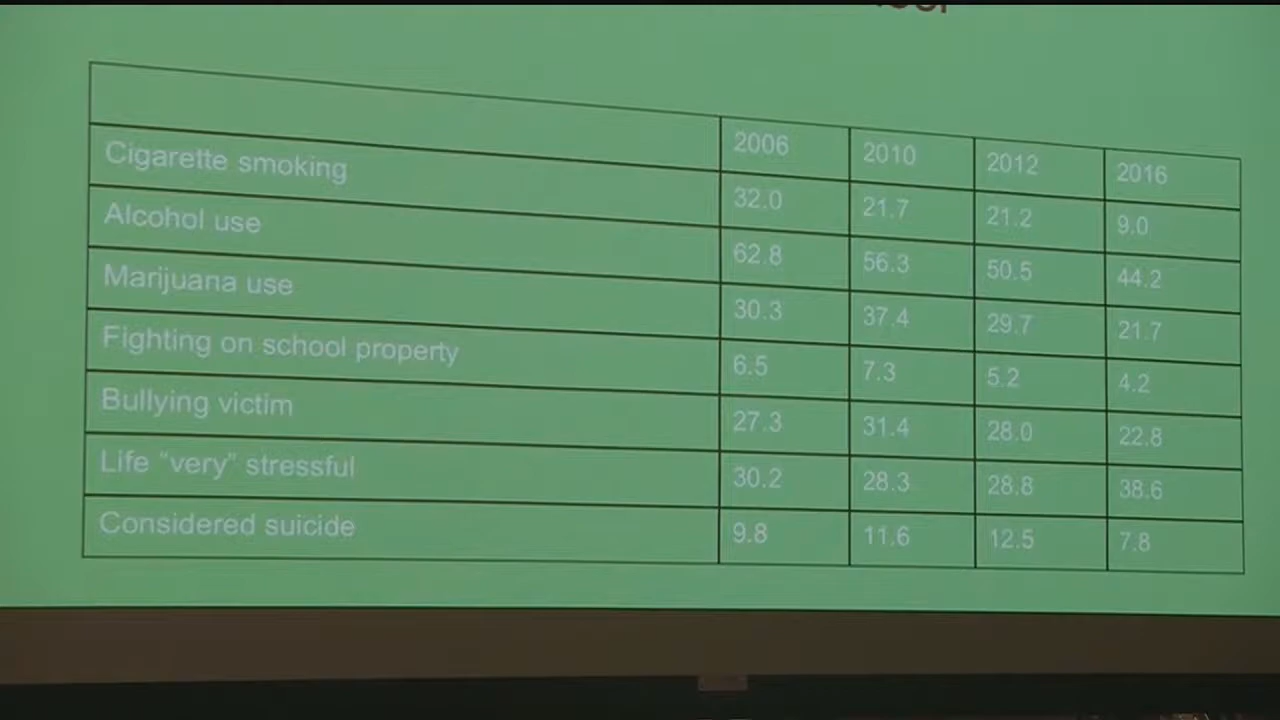 2006 2010 2012 2016
Cigarette smoking 32.0 21.7 21.2 9.0
Alcohol use 62.8 56.3 50.5 44.2
Marijuana use 30.3 37.4 29.7 21.7
Fighting on school property 6.5 7.3 5.2 4.2
Bullying victim 27.3 31.4 28.0 22.8
Life “very” stressful 30.2 28.3 28.8 38.6
Considered suicide 9.8 11.6 12.5 7.8